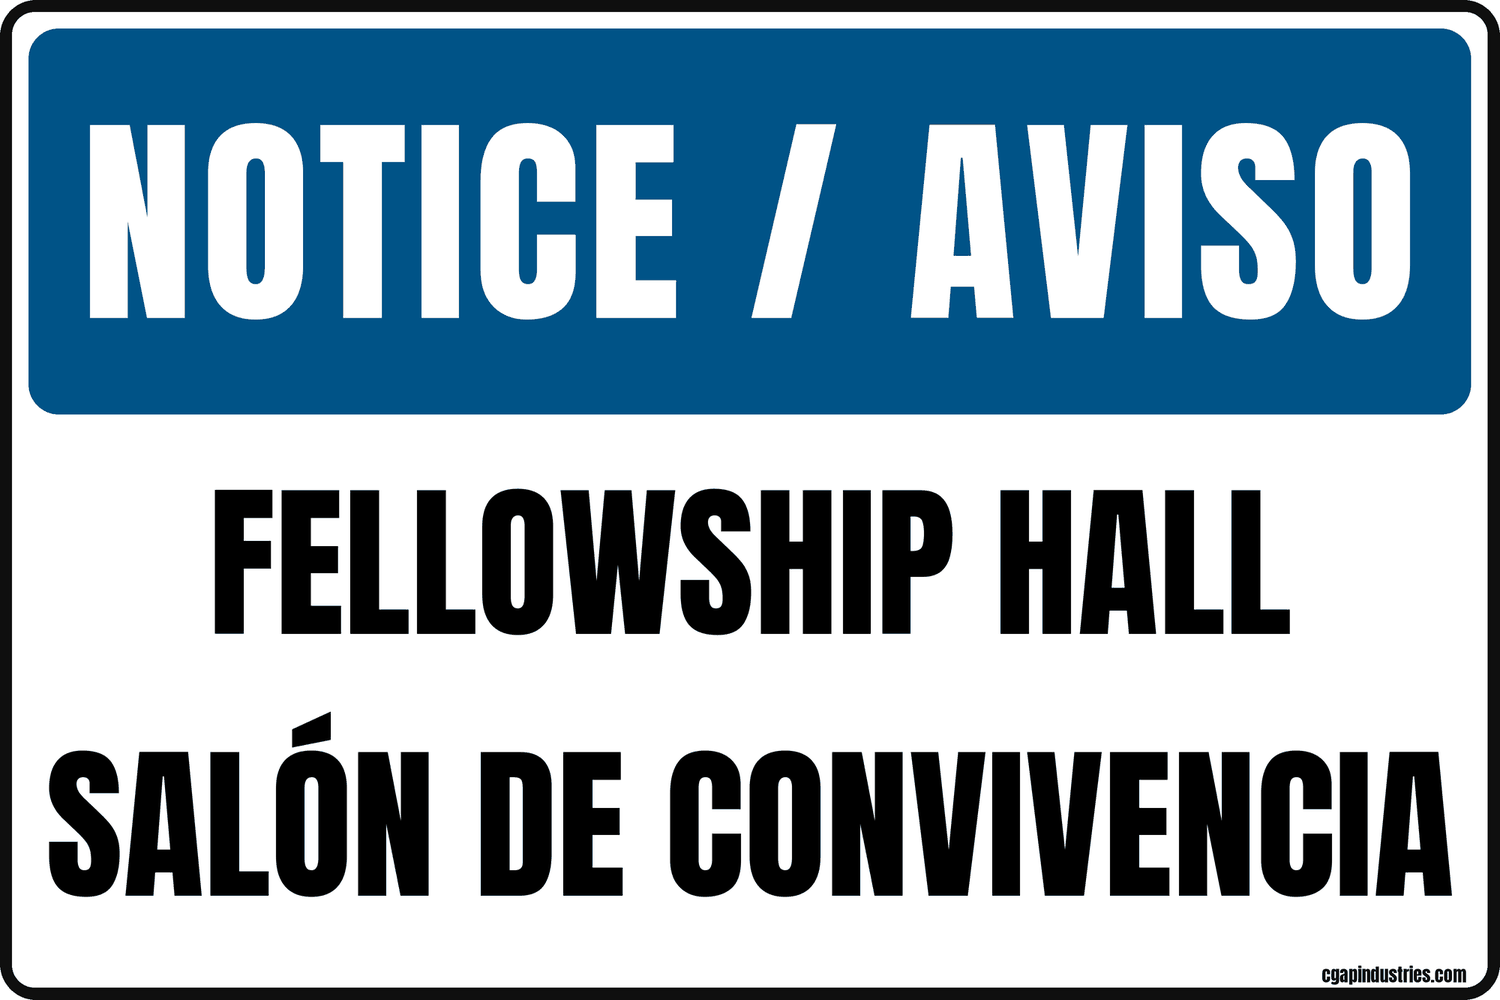 NOTICE / AVISO
FELLOWSHIP HALL
SALÓN DE CONVIVENCIA
cgapindustries.com